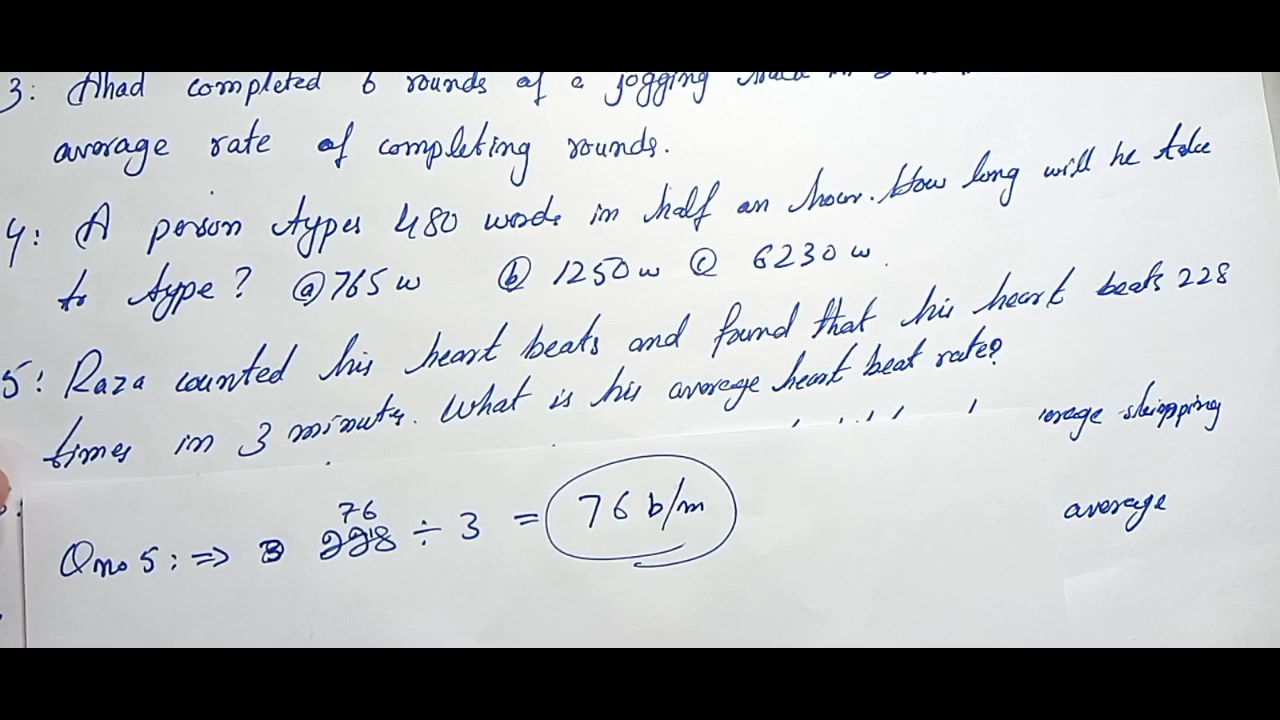 3: Ahad completed 6 rounds of a jogging
average rate of completing rounds.
4: A person types 480 words in half an hour. How long will he take
to type? (a) 765 w (b) 1250 w (c) 6230 w
5: Raza counted his heart beats and found that his heart beats 228
times in 3 minutes. What is his average heart beat rate?
erage skipping
average
76
Q no 5: => 3 228 ÷ 3 = 76 b/m